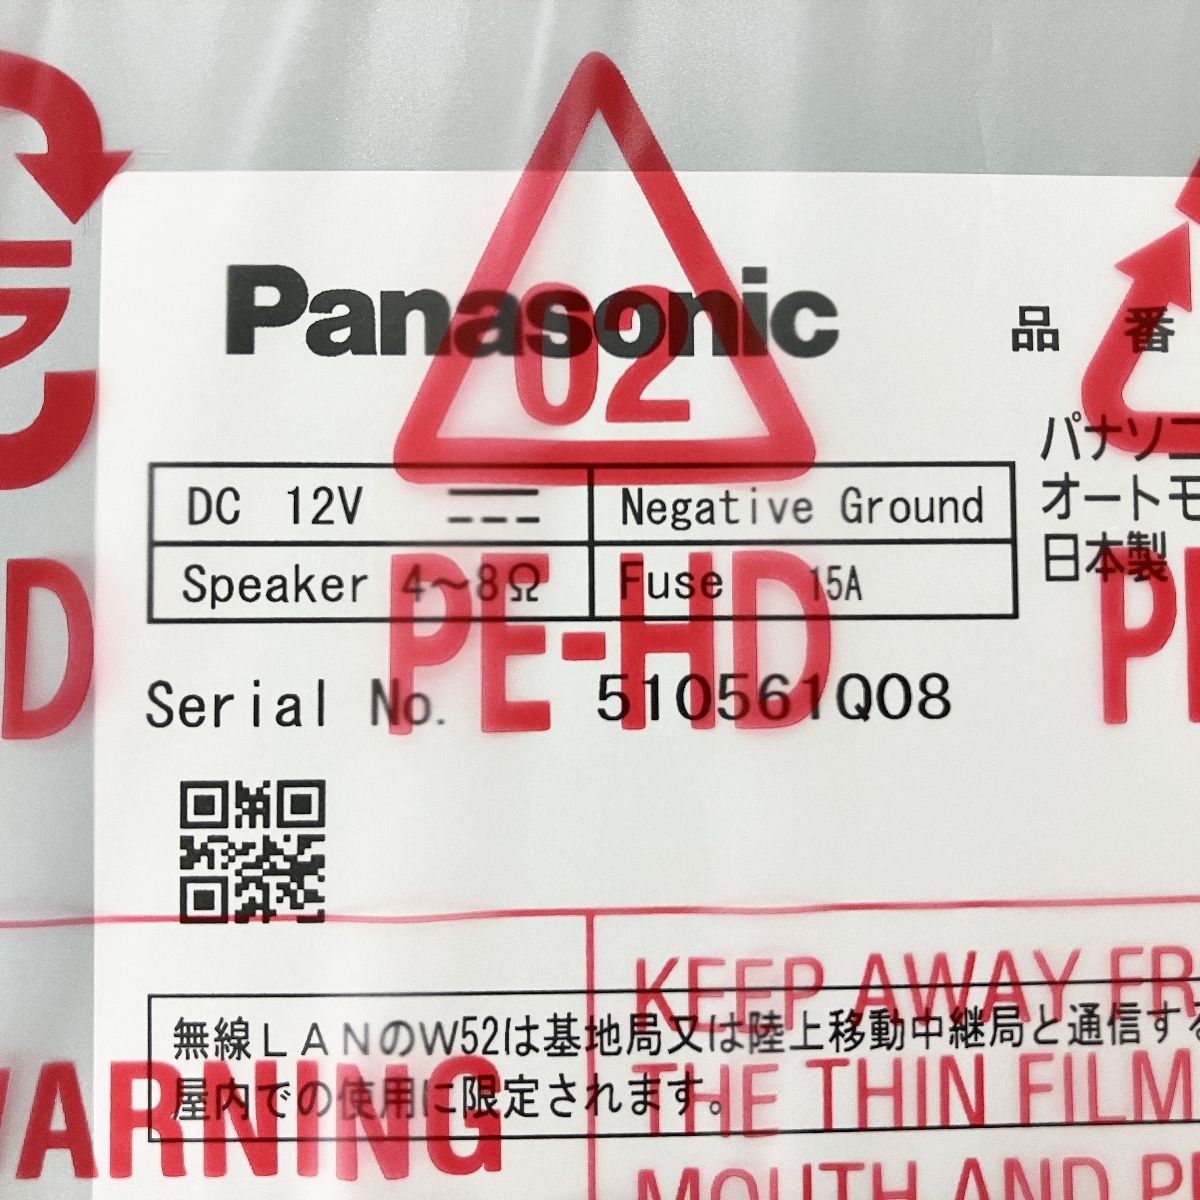 Panasonic
02
品番
パナソニ
オートモ
日本製
DC 12V
Negative Ground
Speaker 4~8Ω
Fuse 15A
PE-HD
Serial No. 510561Q08
無線LANのW52は基地局又は陸上移動中継局と通信する
屋内での使用に限定されます。
WARNING
KEEP AWAY FR
THE THIN FILM
MOUTH AND